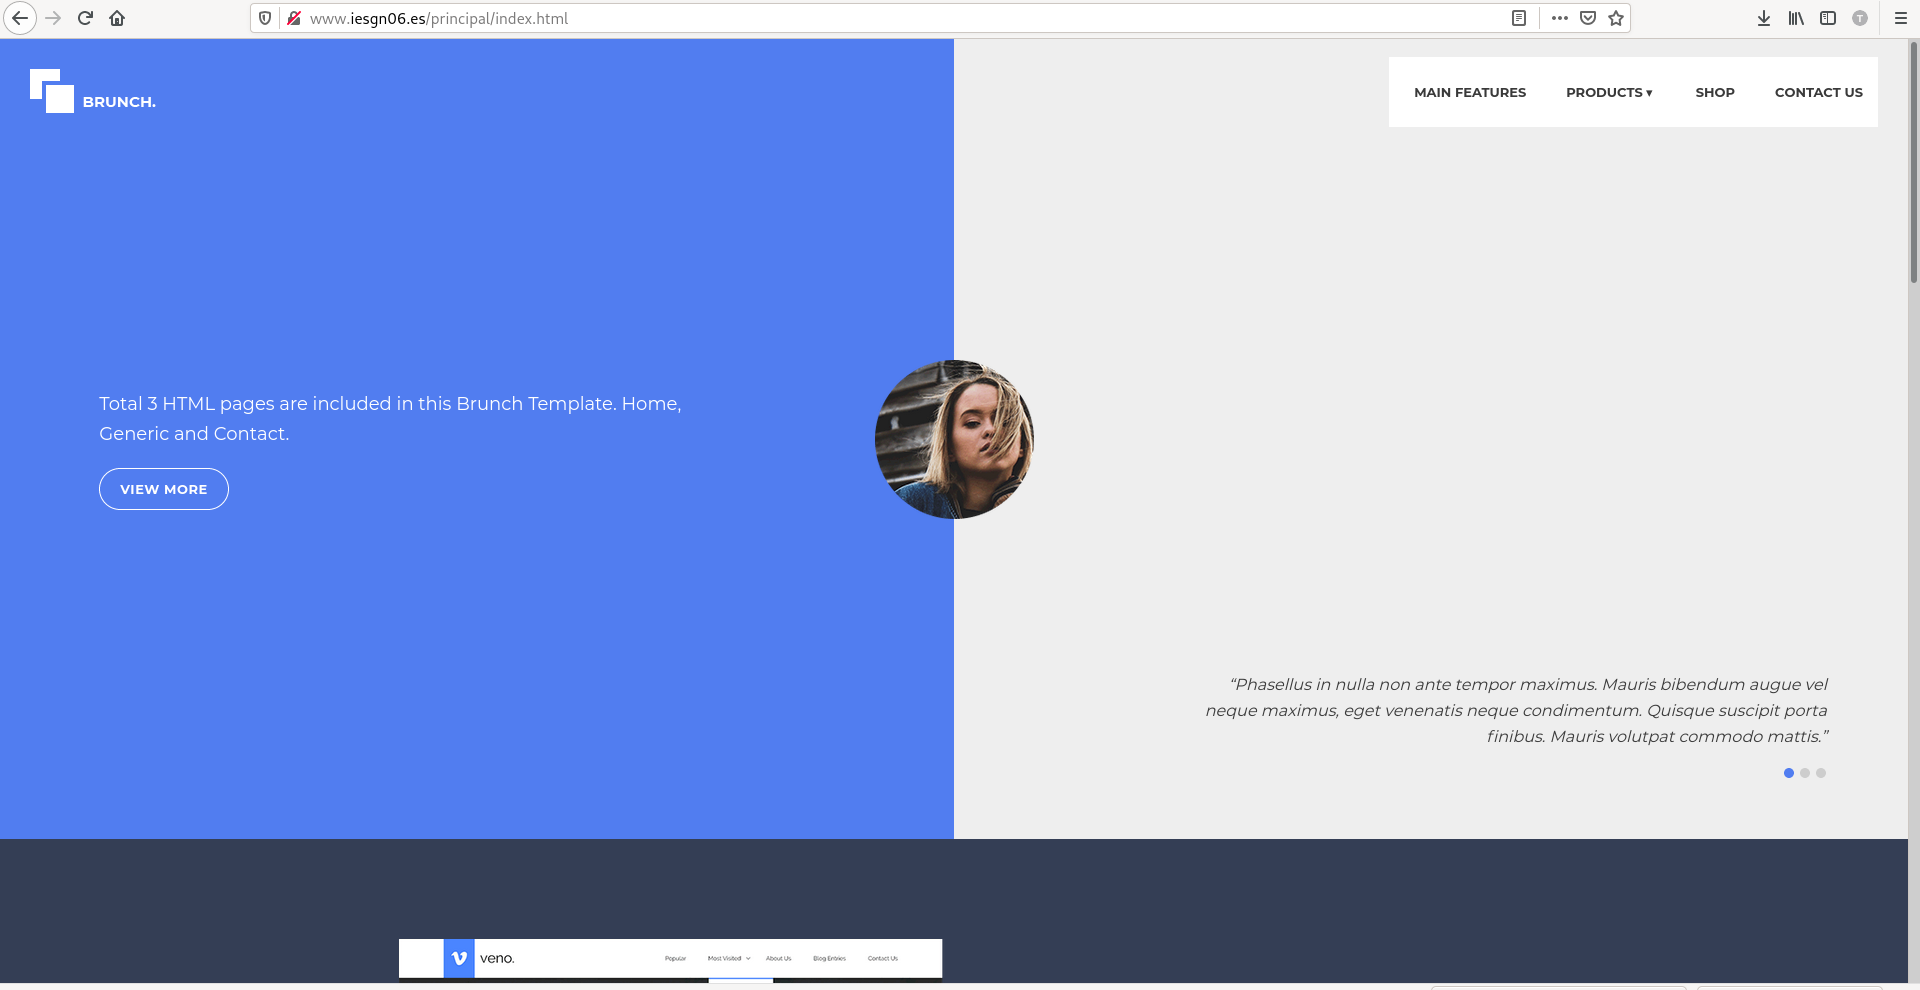 www.iesgn06.es/principal/index.html
T
BRUNCH.
MAIN FEATURES PRODUCTS ▾ SHOP CONTACT US
Total 3 HTML pages are included in this Brunch Template. Home,
Generic and Contact.
VIEW MORE
“Phasellus in nulla non ante tempor maximus. Mauris bibendum augue vel
neque maximus, eget venenatis neque condimentum. Quisque suscipit porta
finibus. Mauris volutpat commodo mattis.”
veno. Popular Most Visited About Us Blog Entries Contact Us